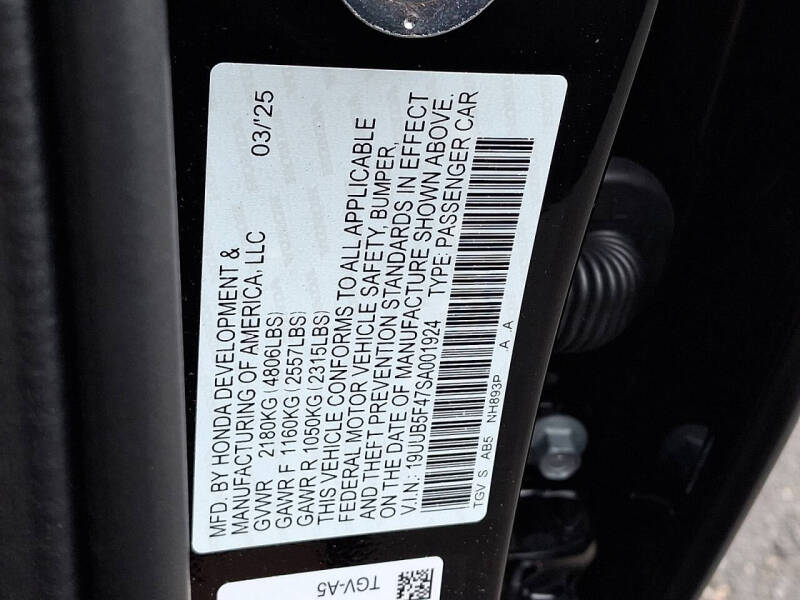 MFD. BY HONDA DEVELOPMENT &
MANUFACTURING OF AMERICA, LLC 03/'25
GVWR 2180KG (4806LBS)
GAWR F 1160KG (2557LBS)
GAWR R 1050KG (2315LBS)
THIS VEHICLE CONFORMS TO ALL APPLICABLE
FEDERAL MOTOR VEHICLE SAFETY, BUMPER,
AND THEFT PREVENTION STANDARDS IN EFFECT
ON THE DATE OF MANUFACTURE SHOWN ABOVE.
V.I.N.: 19UUB5F47SA001924 TYPE: PASSENGER CAR
TGV S AB5 NH893P .A .A
TGV-A5